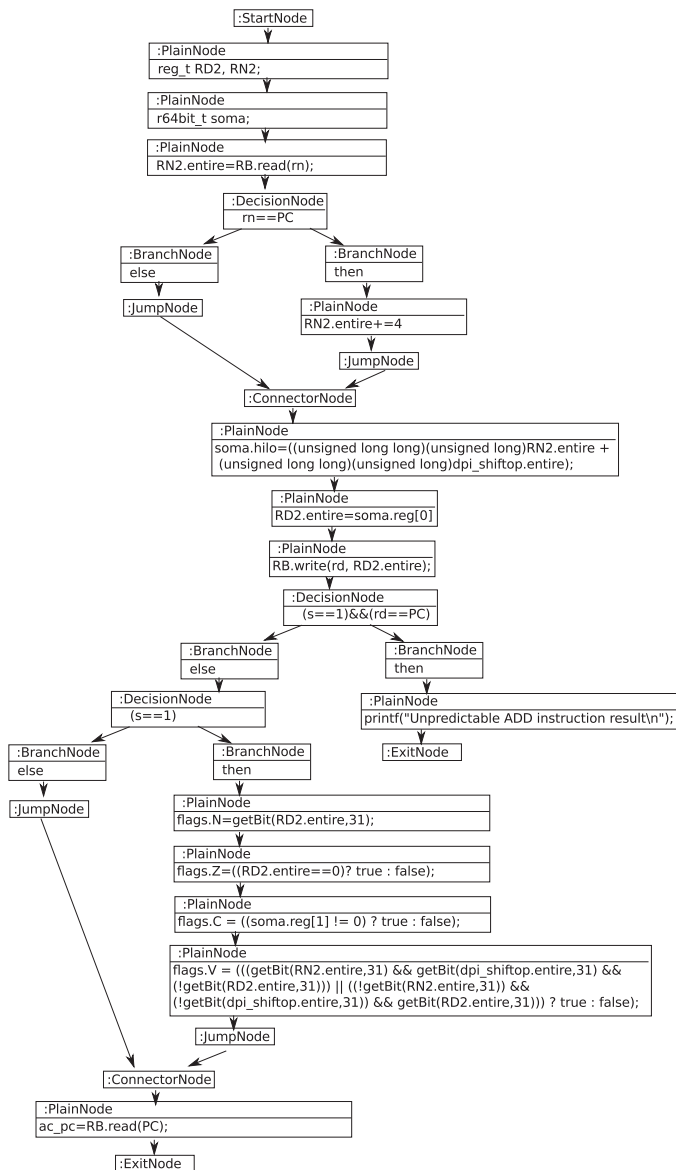 :StartNode
:PlainNode
reg_t RD2, RN2;
:PlainNode
r64bit_t soma;
:PlainNode
RN2.entire=RB.read(rn);
:DecisionNode
rn==PC
:BranchNode
else
:BranchNode
then
:JumpNode
:PlainNode
RN2.entire+=4
:JumpNode
:ConnectorNode
:PlainNode
soma.hilo=((unsigned long long)(unsigned long)RN2.entire +
(unsigned long long)(unsigned long)dpi_shiftop.entire);
:PlainNode
RD2.entire=soma.reg[0]
:PlainNode
RB.write(rd, RD2.entire);
:DecisionNode
(s==1)&&(rd==PC)
:BranchNode
else
:BranchNode
then
:DecisionNode
(s==1)
:PlainNode
printf("Unpredictable ADD instruction result\n");
:BranchNode
else
:BranchNode
then
:ExitNode
:JumpNode
:PlainNode
flags.N=getBit(RD2.entire,31);
:PlainNode
flags.Z=((RD2.entire==0)? true : false);
:PlainNode
flags.C = ((soma.reg[1] != 0) ? true : false);
:PlainNode
flags.V = (((getBit(RN2.entire,31) && getBit(dpi_shiftop.entire,31) &&
(!getBit(RD2.entire,31))) || ((!getBit(RN2.entire,31)) &&
(!getBit(dpi_shiftop.entire,31)) && getBit(RD2.entire,31))) ? true : false);
:JumpNode
:ConnectorNode
:PlainNode
ac_pc=RB.read(PC);
:ExitNode